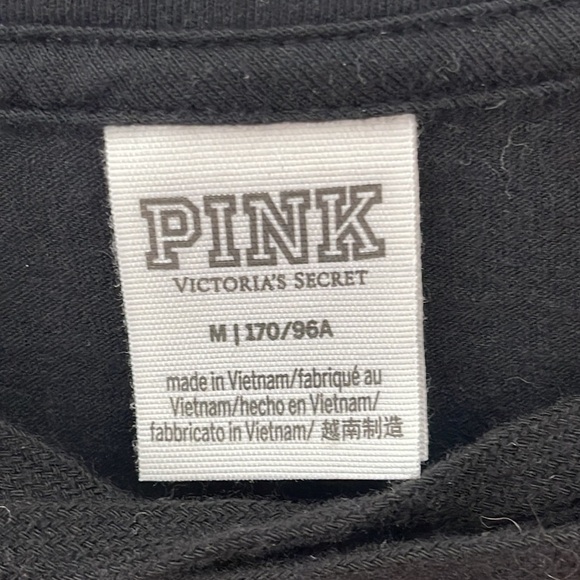 PINK
VICTORIA'S SECRET
M | 170/96A
made in Vietnam/fabriqué au
Vietnam/hecho en Vietnam/
fabbricato in Vietnam/ 越南制造